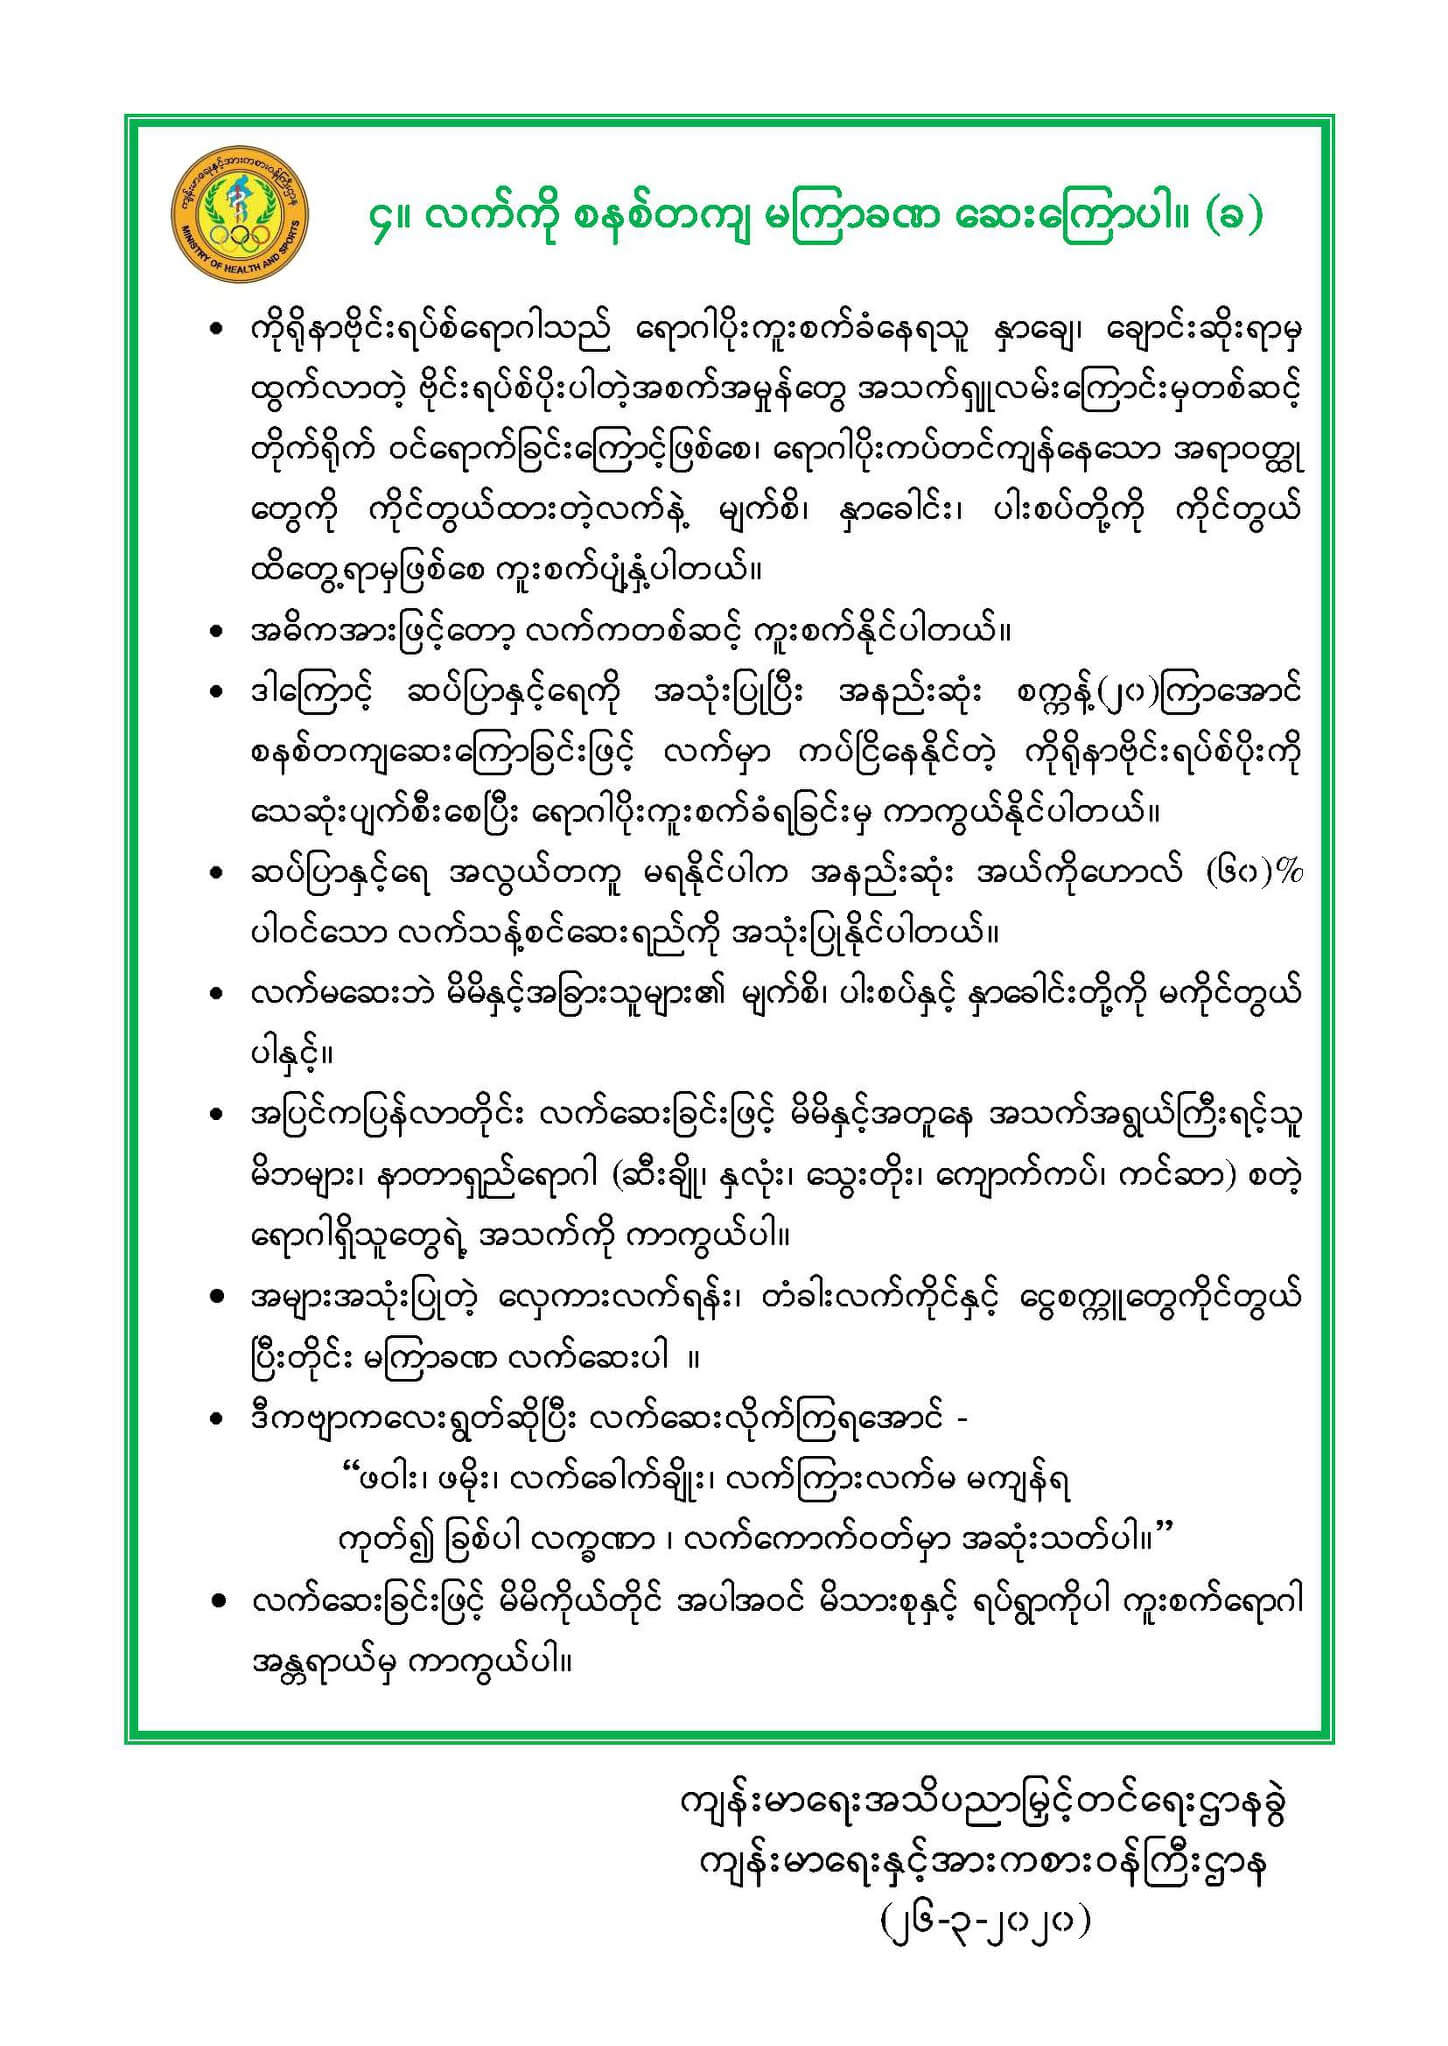 ကျန်းမာရေးနှင့်အားကစားဝန်ကြီးဌာန
MINISTRY OF HEALTH AND SPORTS
၄။ လက်ကို စနစ်တကျ မကြာခဏ ဆေးကြောပါ။ (ခ)
• ကိုရိုနာဗိုင်းရပ်စ်ရောဂါသည် ရောဂါပိုးကူးစက်ခံနေရသူ နှာချေ၊ ချောင်းဆိုးရာမှ
ထွက်လာတဲ့ ဗိုင်းရပ်စ်ပိုးပါတဲ့အစက်အမှုန်တွေ အသက်ရှူလမ်းကြောင်းမှတစ်ဆင့်
တိုက်ရိုက် ဝင်ရောက်ခြင်းကြောင့်ဖြစ်စေ၊ ရောဂါပိုးကပ်တင်ကျန်နေသော အရာဝတ္ထု
တွေကို ကိုင်တွယ်ထားတဲ့လက်နဲ့ မျက်စိ၊ နှာခေါင်း၊ ပါးစပ်တို့ကို ကိုင်တွယ်
ထိတွေ့ရာမှဖြစ်စေ ကူးစက်ပျံ့နှံ့ပါတယ်။
• အဓိကအားဖြင့်တော့ လက်ကတစ်ဆင့် ကူးစက်နိုင်ပါတယ်။
• ဒါကြောင့် ဆပ်ပြာနှင့်ရေကို အသုံးပြုပြီး အနည်းဆုံး စက္ကန့်(၂၀)ကြာအောင်
စနစ်တကျဆေးကြောခြင်းဖြင့် လက်မှာ ကပ်ငြိနေနိုင်တဲ့ ကိုရိုနာဗိုင်းရပ်စ်ပိုးကို
သေဆုံးပျက်စီးစေပြီး ရောဂါပိုးကူးစက်ခံရခြင်းမှ ကာကွယ်နိုင်ပါတယ်။
• ဆပ်ပြာနှင့်ရေ အလွယ်တကူ မရနိုင်ပါက အနည်းဆုံး အယ်ကိုဟောလ် (၆၀)%
ပါဝင်သော လက်သန့်စင်ဆေးရည်ကို အသုံးပြုနိုင်ပါတယ်။
• လက်မဆေးဘဲ မိမိနှင့်အခြားသူများ၏ မျက်စိ၊ ပါးစပ်နှင့် နှာခေါင်းတို့ကို မကိုင်တွယ်
ပါနှင့်။
• အပြင်ကပြန်လာတိုင်း လက်ဆေးခြင်းဖြင့် မိမိနှင့်အတူနေ အသက်အရွယ်ကြီးရင့်သူ
မိဘများ၊ နာတာရှည်ရောဂါ (ဆီးချို၊ နှလုံး၊ သွေးတိုး၊ ကျောက်ကပ်၊ ကင်ဆာ) စတဲ့
ရောဂါရှိသူတွေရဲ့ အသက်ကို ကာကွယ်ပါ။
• အများအသုံးပြုတဲ့ လှေကားလက်ရန်း၊ တံခါးလက်ကိုင်နှင့် ငွေစက္ကူတွေကိုင်တွယ်
ပြီးတိုင်း မကြာခဏ လက်ဆေးပါ ။
• ဒီကဗျာကလေးရွတ်ဆိုပြီး လက်ဆေးလိုက်ကြရအောင် -
“ဖဝါး၊ ဖမိုး၊ လက်ခေါက်ချိုး၊ လက်ကြားလက်မ မကျန်ရ
ကုတ်၍ ခြစ်ပါ လက္ခဏာ ၊ လက်ကောက်ဝတ်မှာ အဆုံးသတ်ပါ။”
• လက်ဆေးခြင်းဖြင့် မိမိကိုယ်တိုင် အပါအဝင် မိသားစုနှင့် ရပ်ရွာကိုပါ ကူးစက်ရောဂါ
အန္တရာယ်မှ ကာကွယ်ပါ။
ကျန်းမာရေးအသိပညာမြှင့်တင်ရေးဌာနခွဲ
ကျန်းမာရေးနှင့်အားကစားဝန်ကြီးဌာန
(၂၆-၃-၂၀၂၀)